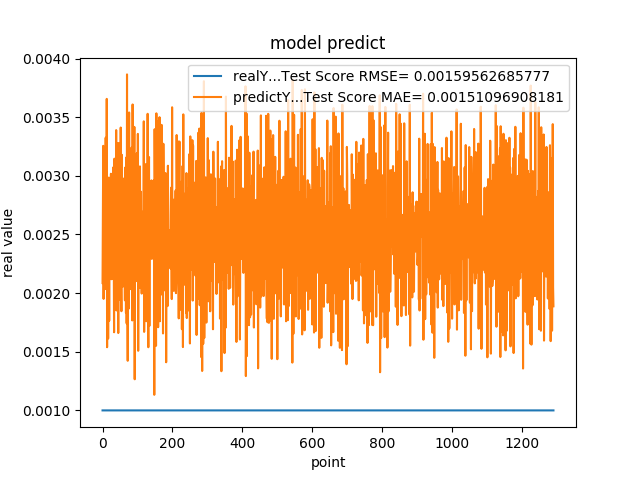 model predict
realY...Test Score RMSE= 0.00159562685777
predictY...Test Score MAE= 0.00151096908181
0.0040
0.0035
0.0030
0.0025
0.0020
0.0015
0.0010
real value
0 200 400 600 800 1000 1200
point